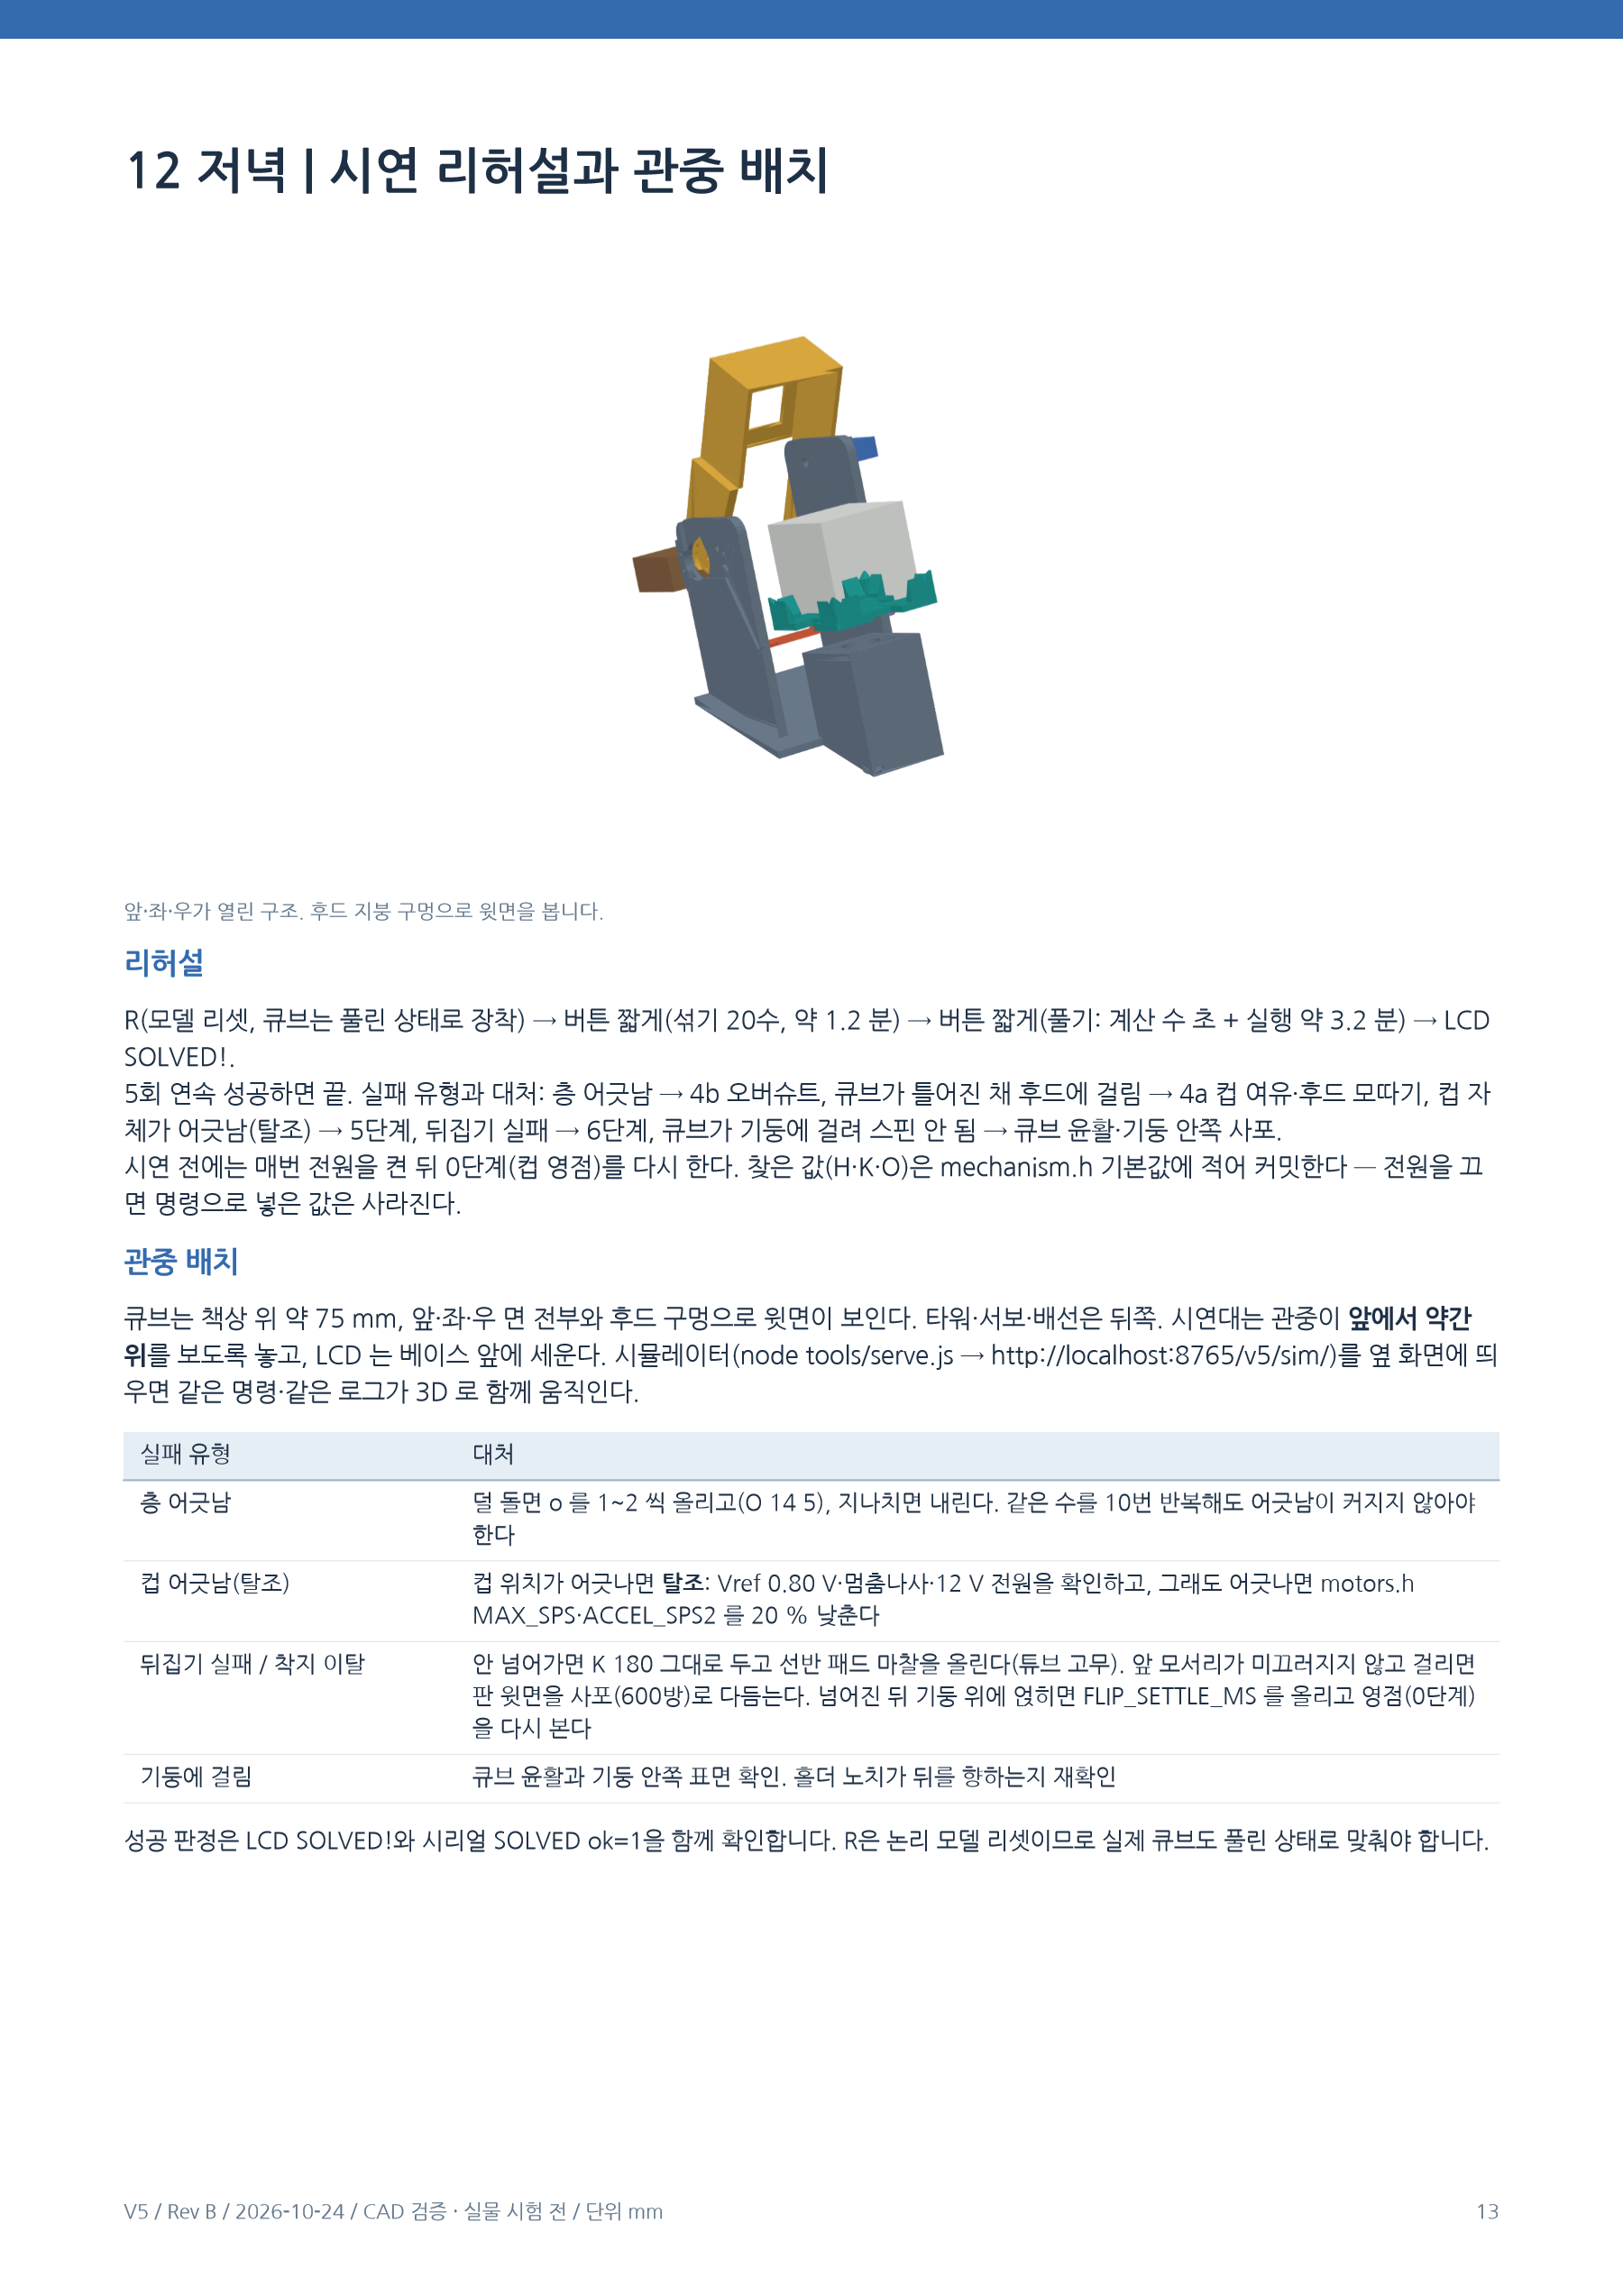 12 저녁 | 시연 리허설과 관중 배치
앞·좌·우가 열린 구조. 후드 지붕 구멍으로 윗면을 봅니다.
리허설
R(모델 리셋, 큐브는 풀린 상태로 장착) → 버튼 짧게(섞기 20수, 약 1.2 분) → 버튼 짧게(풀기: 계산 수 초 + 실행 약 3.2 분) → LCD
SOLVED!.
5회 연속 성공하면 끝. 실패 유형과 대처: 층 어긋남 → 4b 오버슈트, 큐브가 틀어진 채 후드에 걸림 → 4a 컵 여유·후드 모따기, 컵 자
체가 어긋남(탈조) → 5단계, 뒤집기 실패 → 6단계, 큐브가 기둥에 걸려 스핀 안 됨 → 큐브 윤활·기둥 안쪽 사포.
시연 전에는 매번 전원을 켠 뒤 0단계(컵 영점)를 다시 한다. 찾은 값(H·K·O)은 mechanism.h 기본값에 적어 커밋한다 — 전원을 끄
면 명령으로 넣은 값은 사라진다.
관중 배치
큐브는 책상 위 약 75 mm, 앞·좌·우 면 전부와 후드 구멍으로 윗면이 보인다. 타워·서보·배선은 뒤쪽. 시연대는 관중이 앞에서 약간
위를 보도록 놓고, LCD 는 베이스 앞에 세운다. 시뮬레이터(node tools/serve.js → http://localhost:8765/v5/sim/)를 옆 화면에 띄
우면 같은 명령·같은 로그가 3D 로 함께 움직인다.
실패 유형 대처
층 어긋남 덜 돌면 o 를 1~2 씩 올리고(O 14 5), 지나치면 내린다. 같은 수를 10번 반복해도 어긋남이 커지지 않아야
한다
컵 어긋남(탈조) 컵 위치가 어긋나면 탈조: Vref 0.80 V·멈춤나사·12 V 전원을 확인하고, 그래도 어긋나면 motors.h
MAX_SPS·ACCEL_SPS2 를 20 % 낮춘다
뒤집기 실패 / 착지 이탈 안 넘어가면 K 180 그대로 두고 선반 패드 마찰을 올린다(튜브 고무). 앞 모서리가 미끄러지지 않고 걸리면
판 윗면을 사포(600방)로 다듬는다. 넘어진 뒤 기둥 위에 얹히면 FLIP_SETTLE_MS 를 올리고 영점(0단계)
을 다시 본다
기둥에 걸림 큐브 윤활과 기둥 안쪽 표면 확인. 홀더 노치가 뒤를 향하는지 재확인
성공 판정은 LCD SOLVED!와 시리얼 SOLVED ok=1을 함께 확인합니다. R은 논리 모델 리셋이므로 실제 큐브도 풀린 상태로 맞춰야 합니다.
V5 / Rev B / 2026-10-24 / CAD 검증 · 실물 시험 전 / 단위 mm 13